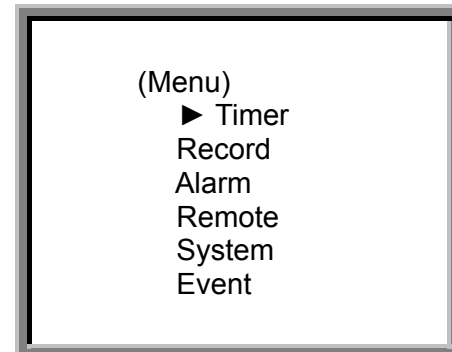 (Menu)
► Timer
Record
Alarm
Remote
System
Event